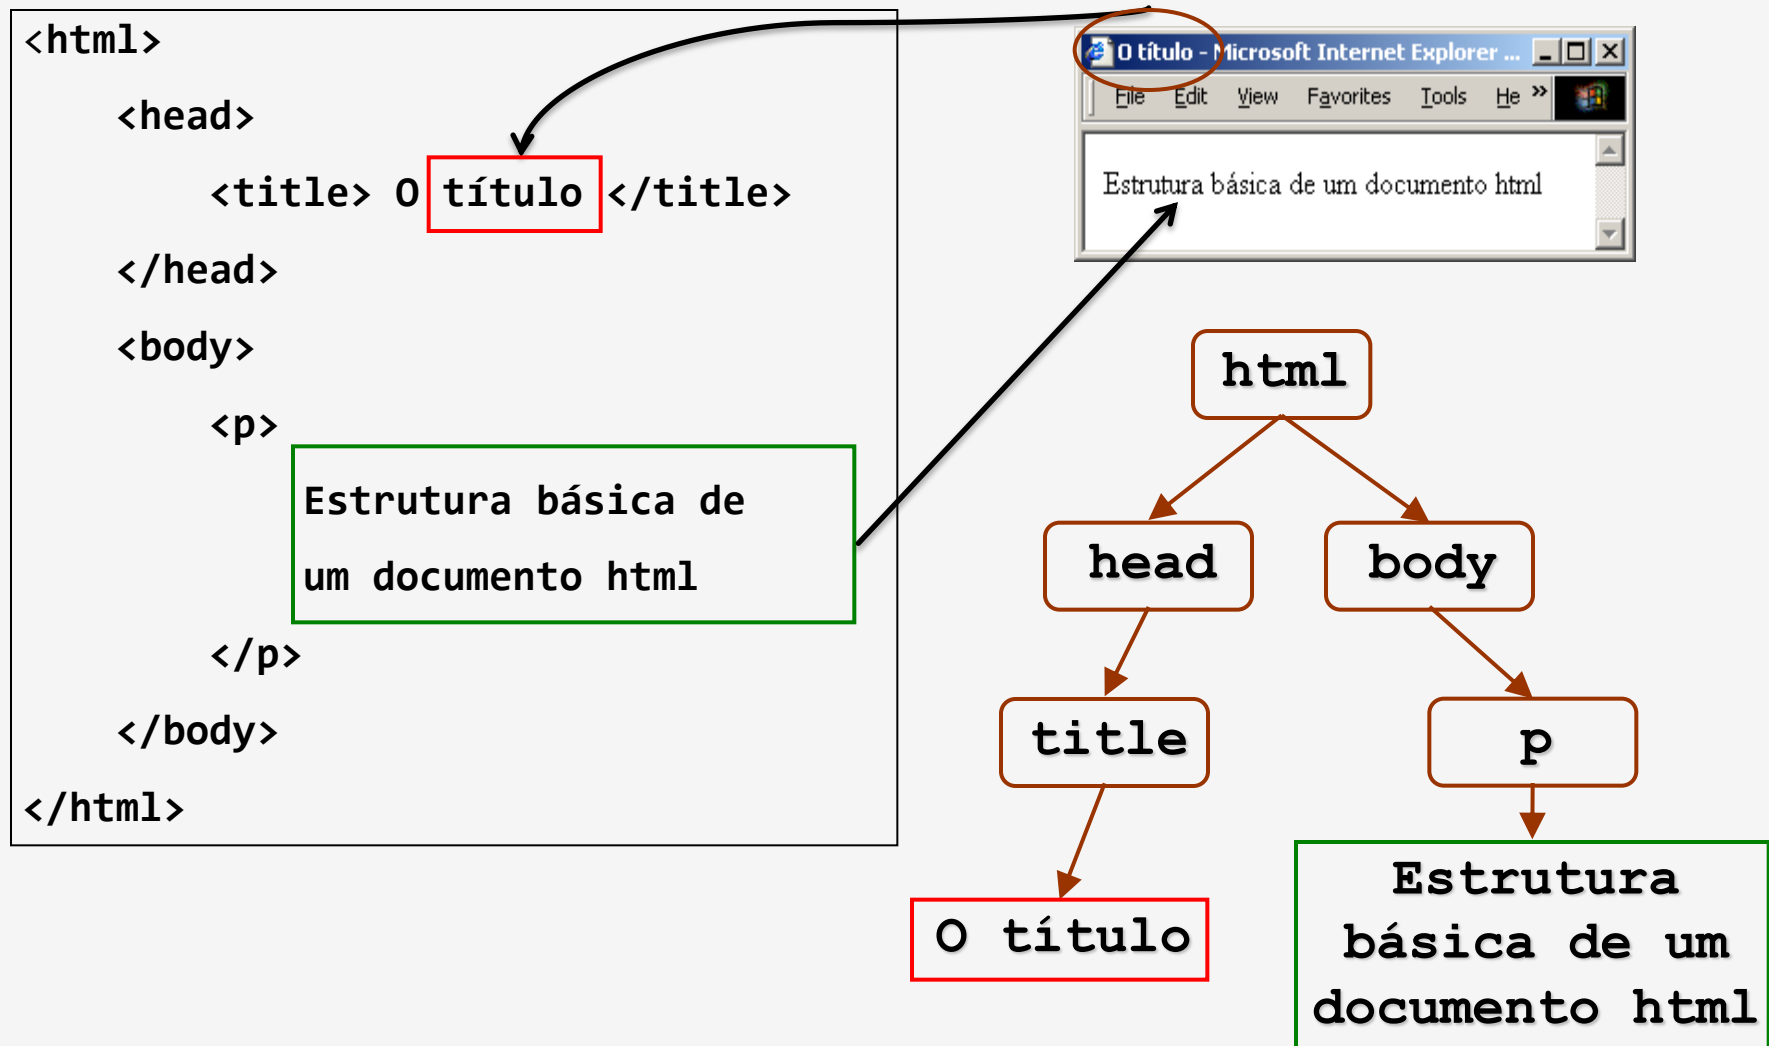 <html>
<head>
<title> O título </title>
</head>
<body>
<p>
Estrutura básica de
um documento html
</p>
</body>
</html>
O título - Microsoft Internet Explorer ...
File Edit View Favorites Tools He »
Estrutura básica de um documento html
html
head body
title p
O título
Estrutura
básica de um
documento html